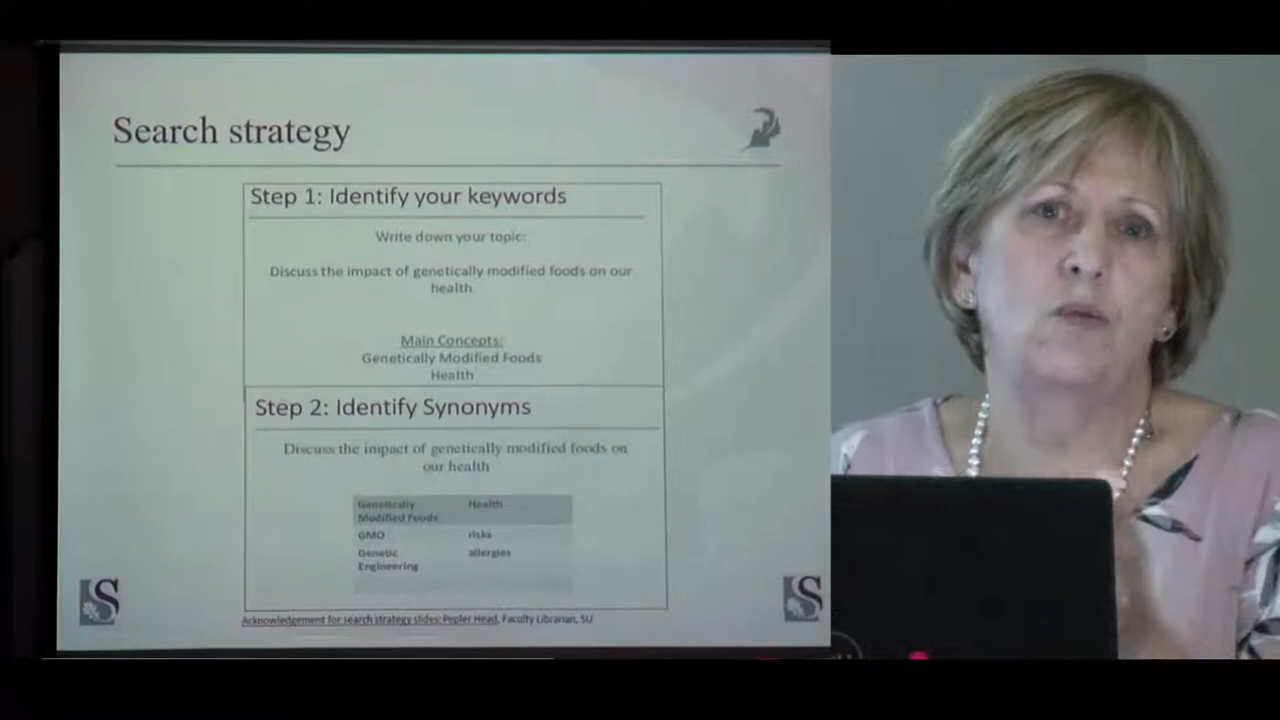 Search strategy
Step 1: Identify your keywords
Write down your topic:
Discuss the impact of genetically modified foods on our
health
Main Concepts:
Genetically Modified Foods
Health
Step 2: Identify Synonyms
Discuss the impact of genetically modified foods on
our health
Genetically Health
Modified Foods
GMO risks
Genetic allergies
Engineering
S S
Acknowledgement for search strategy slides: Pepler Head, Faculty Librarian, SU